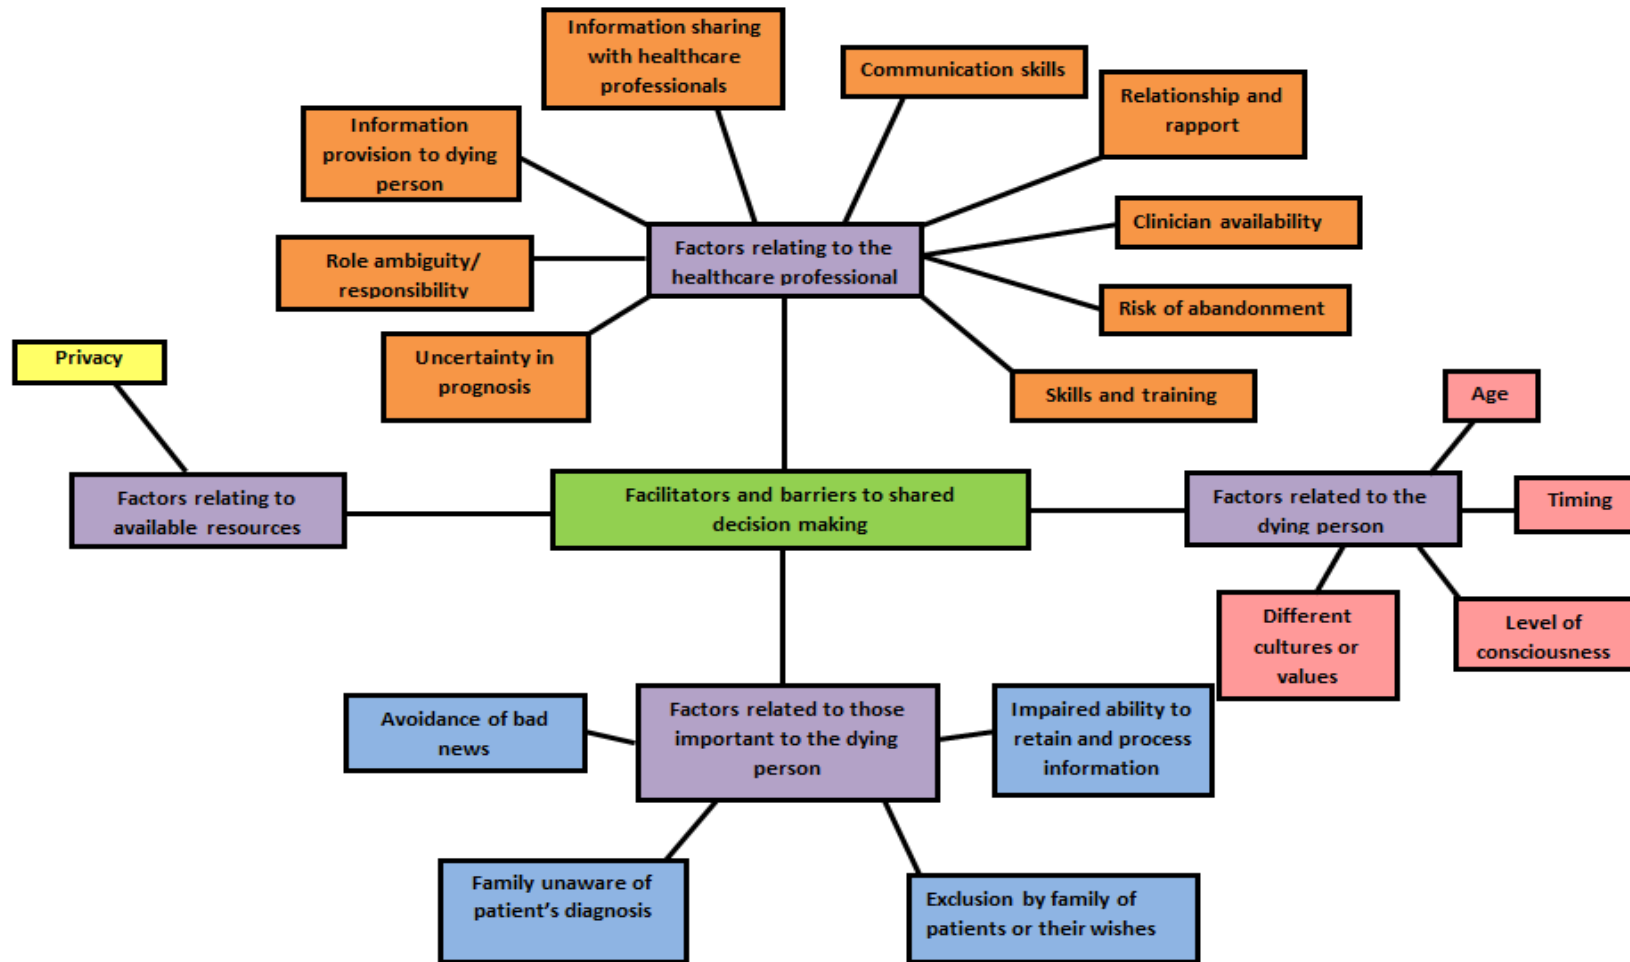 Information sharing
with healthcare
professionals
Communication skills
Relationship and
rapport
Information
provision to dying
person
Clinician availability
Factors relating to the
healthcare professional
Role ambiguity/
responsibility
Risk of abandonment
Uncertainty in
prognosis
Privacy
Skills and training
Age
Factors relating to
available resources
Facilitators and barriers to shared
decision making
Factors related to the
dying person
Timing
Different
cultures or
values
Level of
consciousness
Avoidance of bad
news
Factors related to those
important to the dying
person
Impaired ability to
retain and process
information
Family unaware of
patient’s diagnosis
Exclusion by family of
patients or their wishes